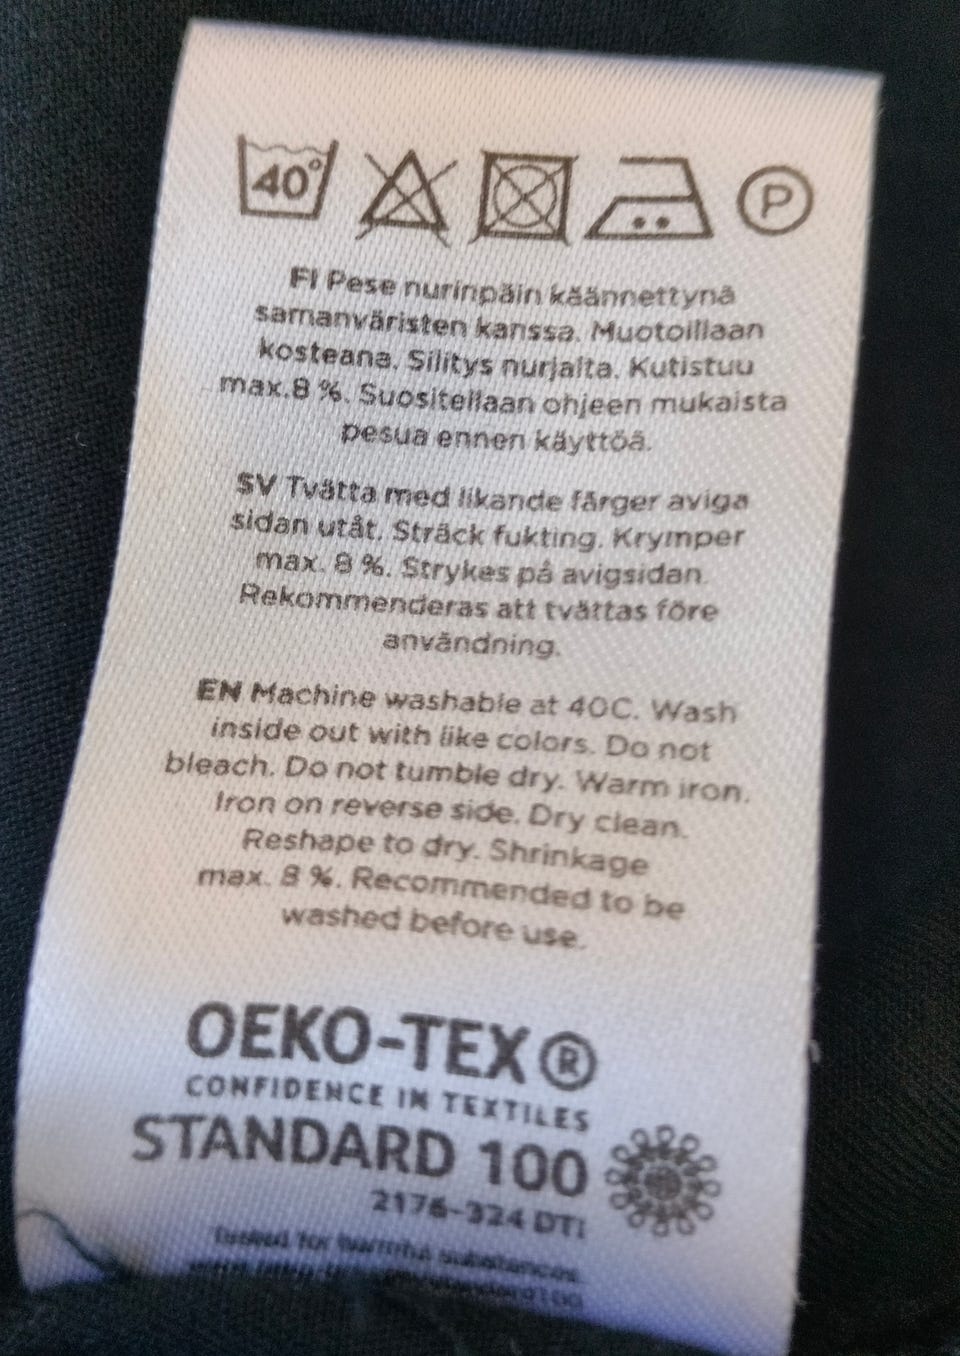 40°
P
FI Pese nurinpäin käännettynä
samanväristen kanssa. Muotoillaan
kosteana. Silitys nurjalta. Kutistuu
max.8 %. Suositellaan ohjeen mukaista
pesua ennen käyttöä.
SV Tvätta med likande färger aviga
sidan utåt. Sträck fukting. Krymper
max. 8 %. Strykes på avigsidan.
Rekommenderas att tvättas före
användning.
EN Machine washable at 40C. Wash
inside out with like colors. Do not
bleach. Do not tumble dry. Warm iron.
Iron on reverse side. Dry clean.
Reshape to dry. Shrinkage
max. 8 %. Recommended to be
washed before use.
OEKO-TEX®
CONFIDENCE IN TEXTILES
STANDARD 100
2176-324 DTI
Tested for harmful substances.